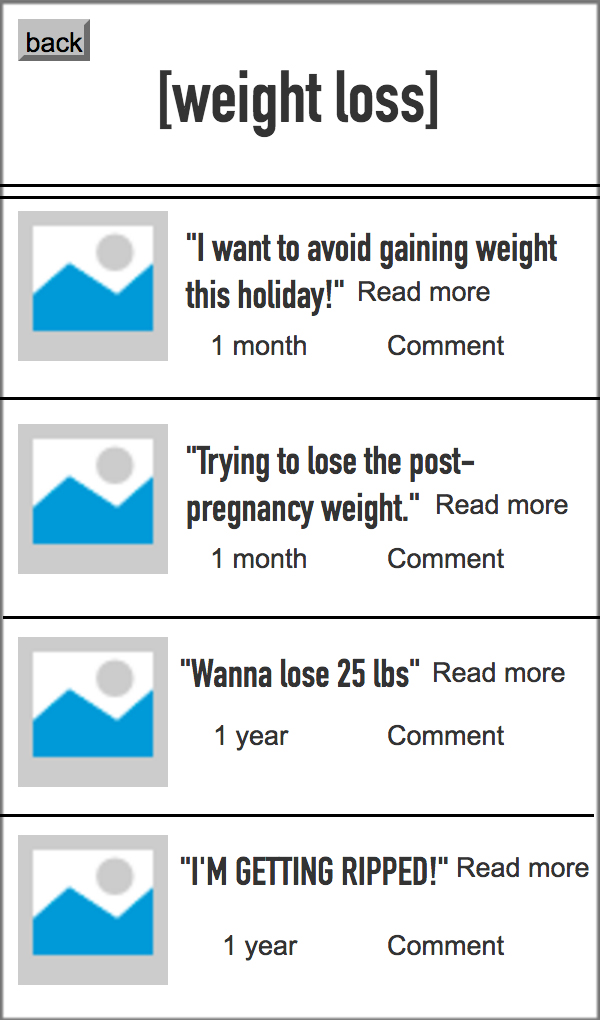 back
[weight loss]
"I want to avoid gaining weight
this holiday!" Read more
1 month Comment
"Trying to lose the post-
pregnancy weight." Read more
1 month Comment
"Wanna lose 25 lbs" Read more
1 year Comment
"I'M GETTING RIPPED!" Read more
1 year Comment